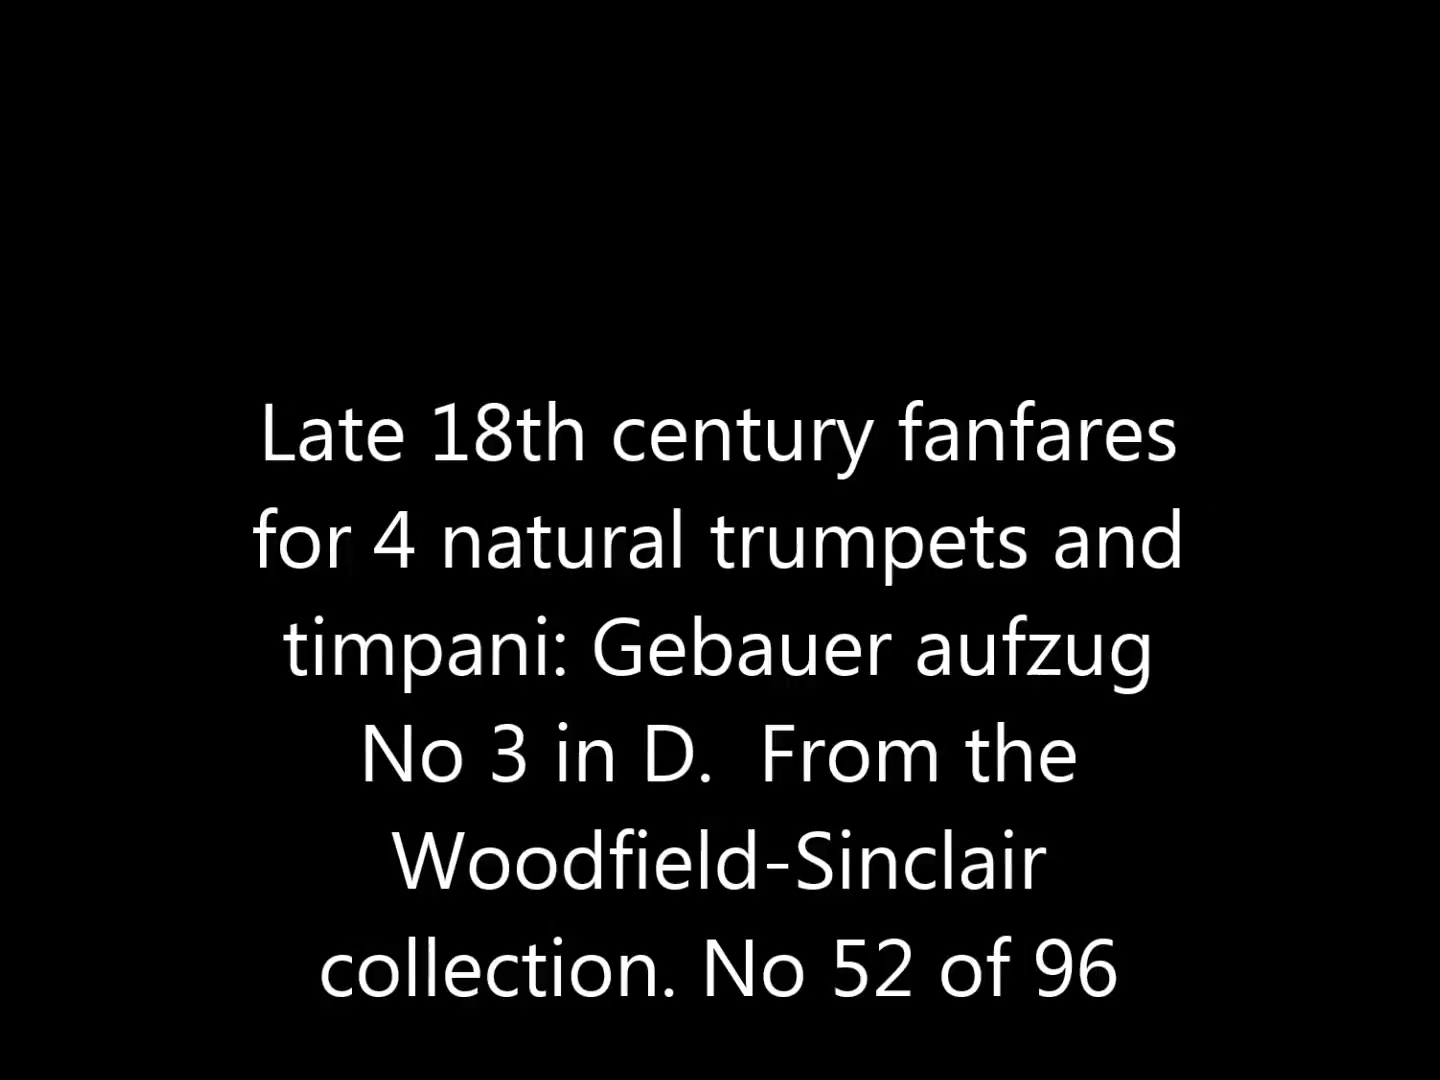 Late 18th century fanfares
for 4 natural trumpets and
timpani: Gebauer aufzug
No 3 in D.  From the
Woodfield-Sinclair
collection. No 52 of 96